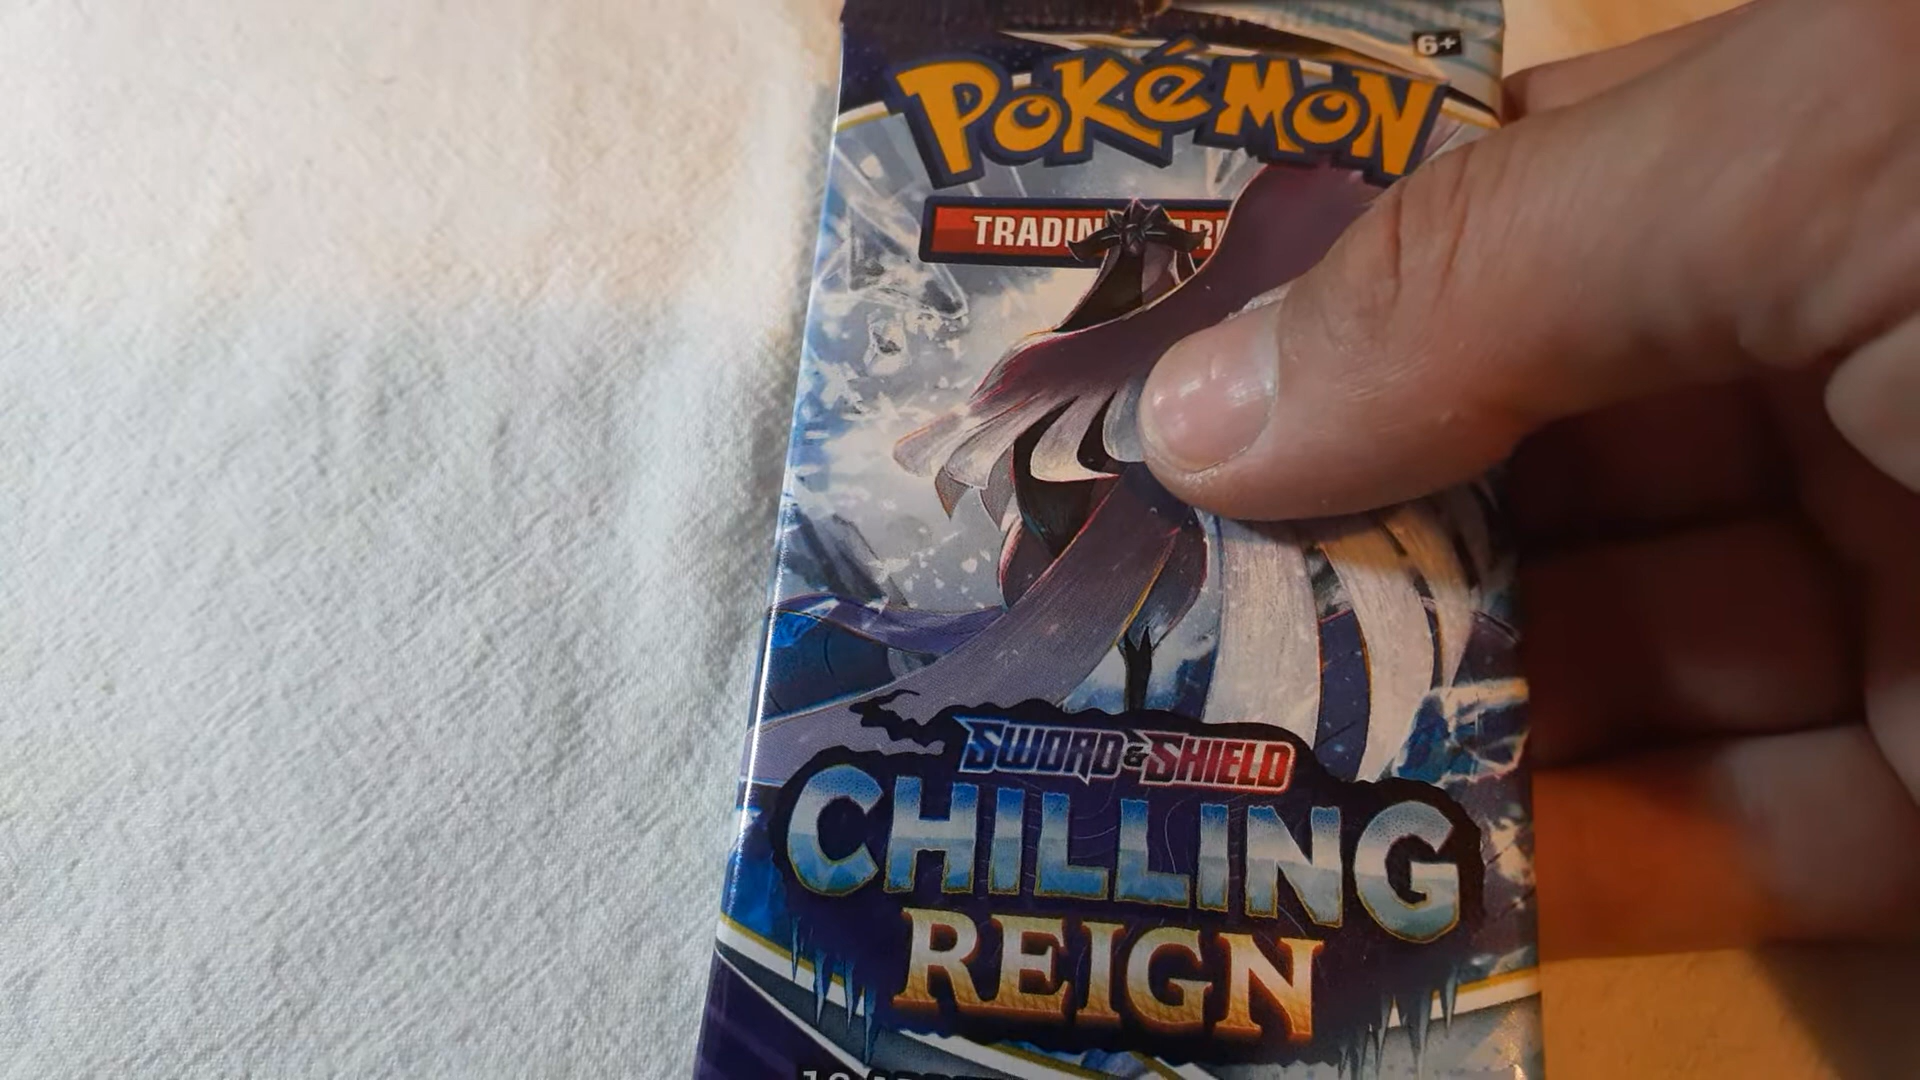 6+
POKéMON
TRADIN
SWORD & SHIELD
CHILLING
REIGN